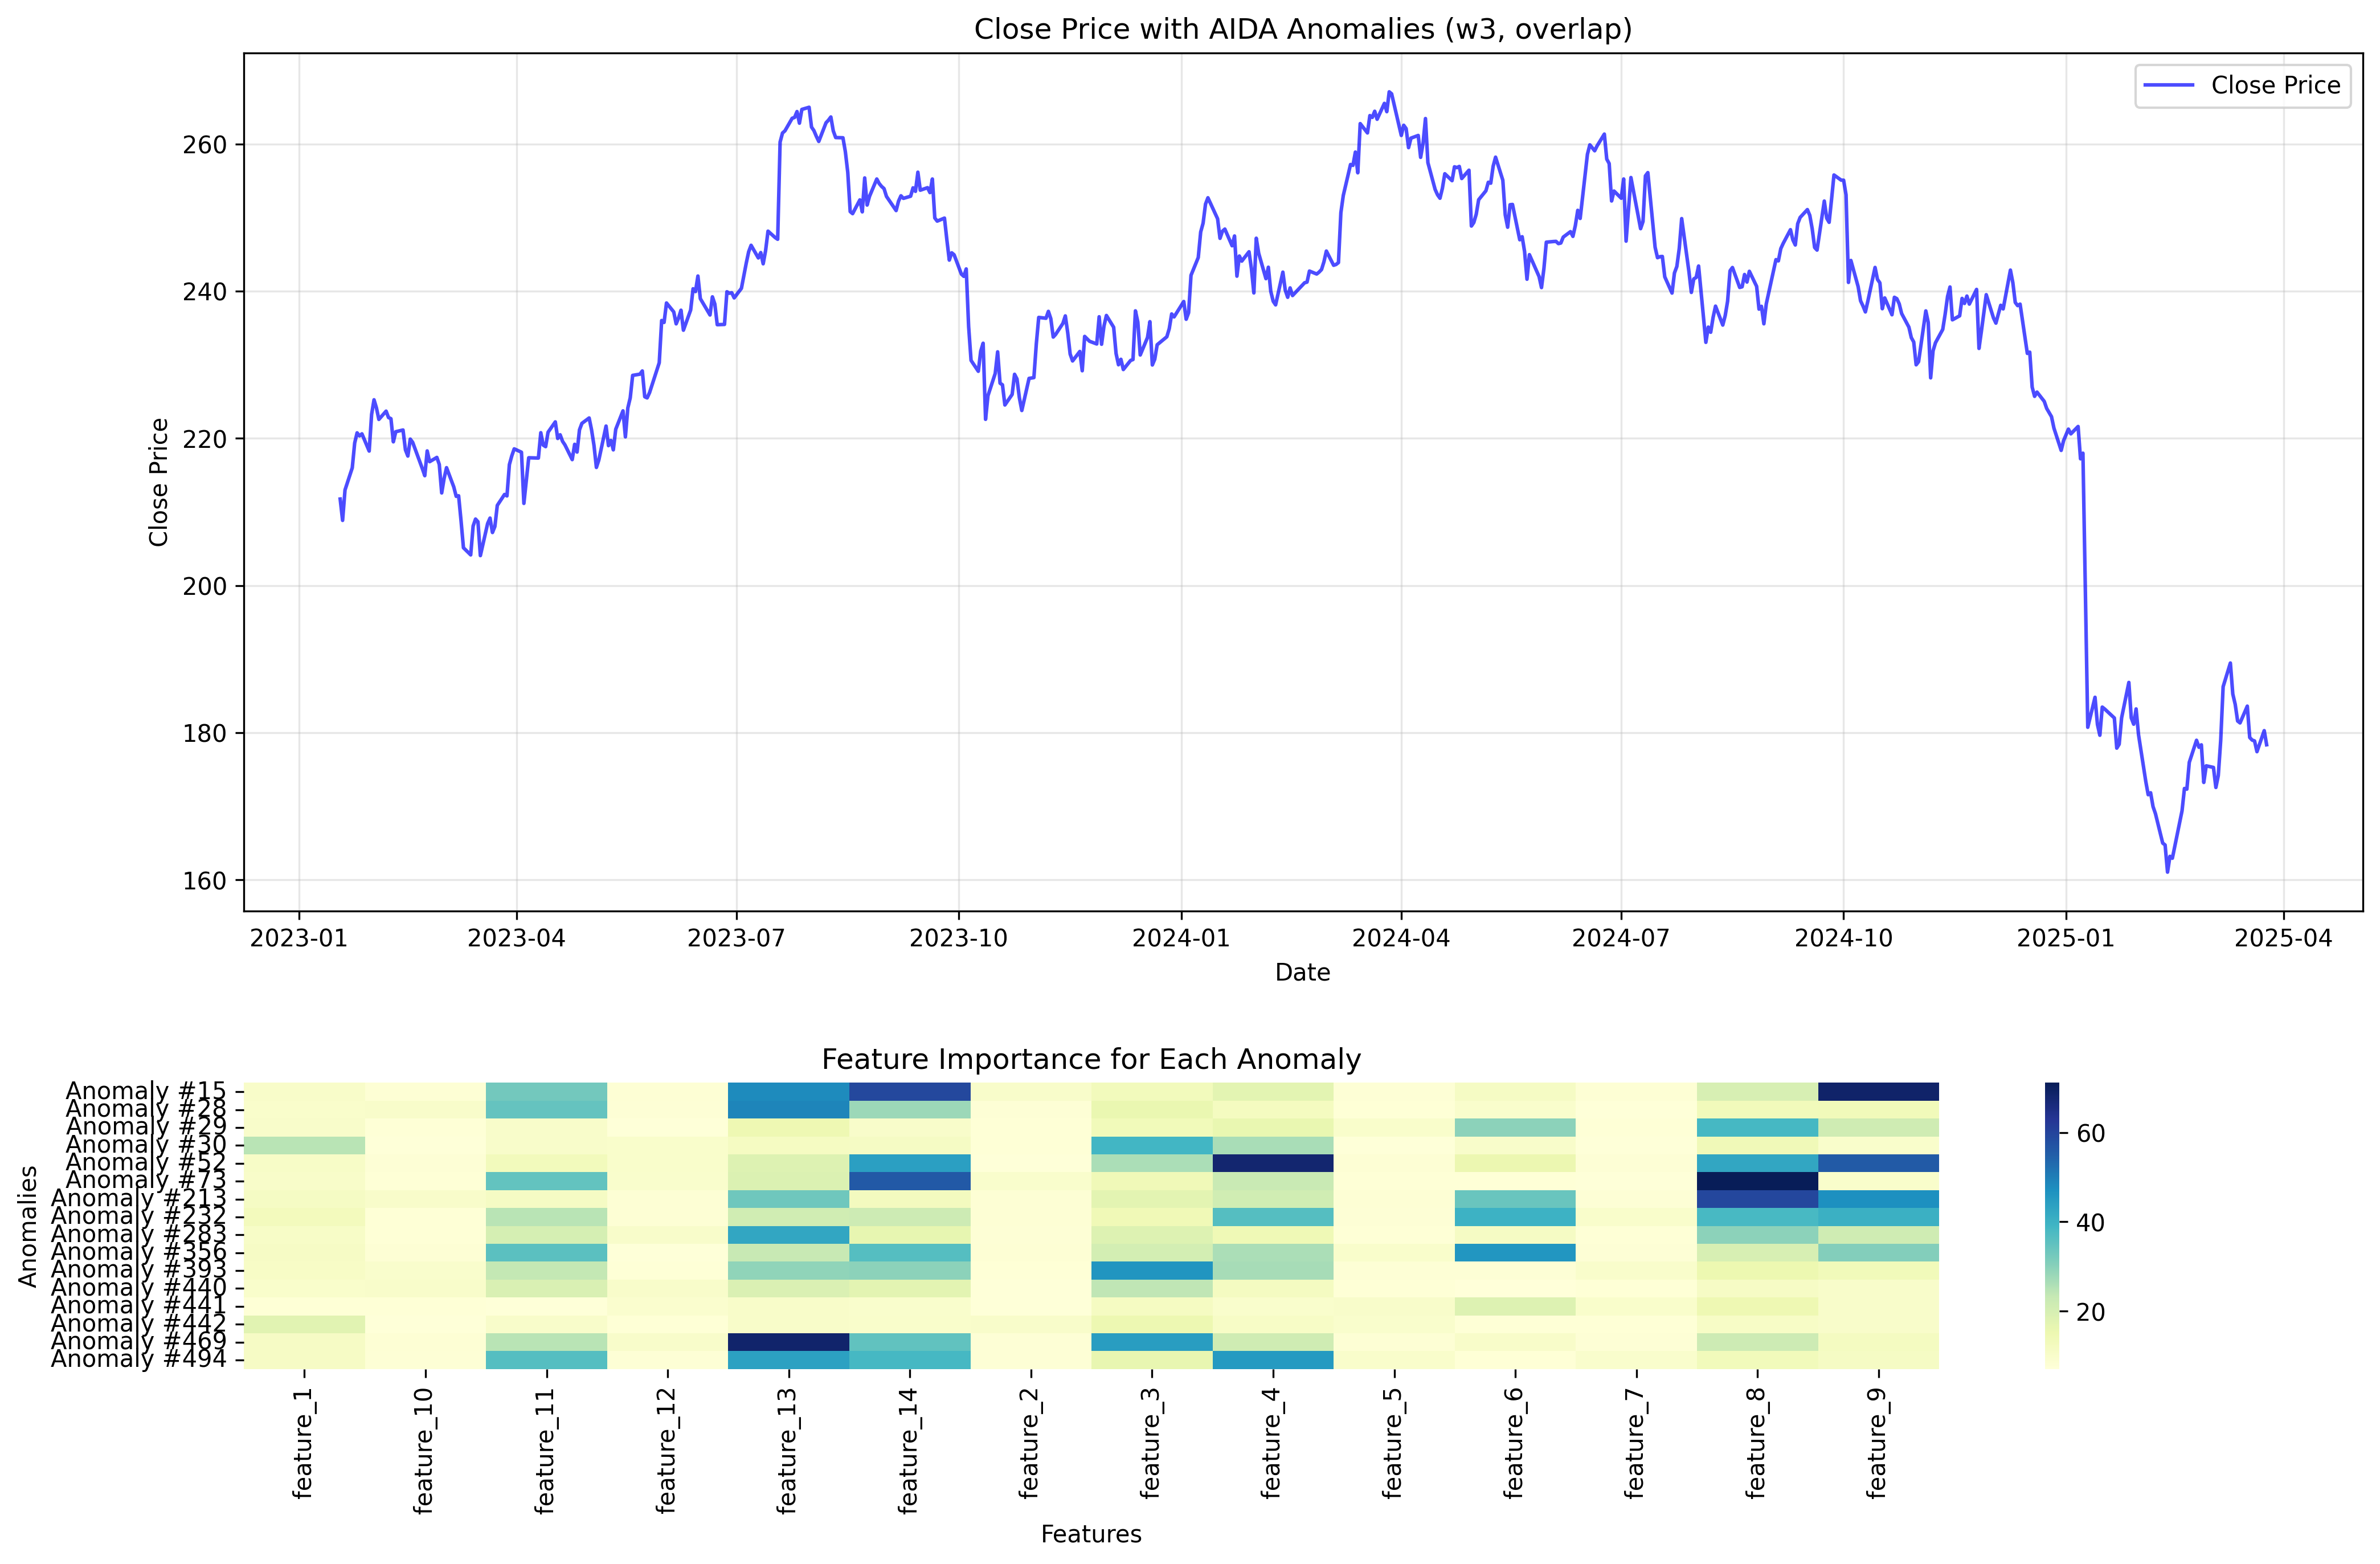 Close Price with AIDA Anomalies (w3, overlap)
Close Price
260
240
220
200
180
160
Close Price
2023-01 2023-04 2023-07 2023-10 2024-01 2024-04 2024-07 2024-10 2025-01 2025-04
Date
Feature Importance for Each Anomaly
Anomalies
Anomaly #15
Anomaly #28
Anomaly #29
Anomaly #30
Anomaly #52
Anomaly #73
Anomaly #213
Anomaly #232
Anomaly #283
Anomaly #356
Anomaly #393
Anomaly #440
Anomaly #441
Anomaly #442
Anomaly #469
Anomaly #494
60
40
20
feature_1 feature_10 feature_11 feature_12 feature_13 feature_14 feature_2 feature_3 feature_4 feature_5 feature_6 feature_7 feature_8 feature_9
Features